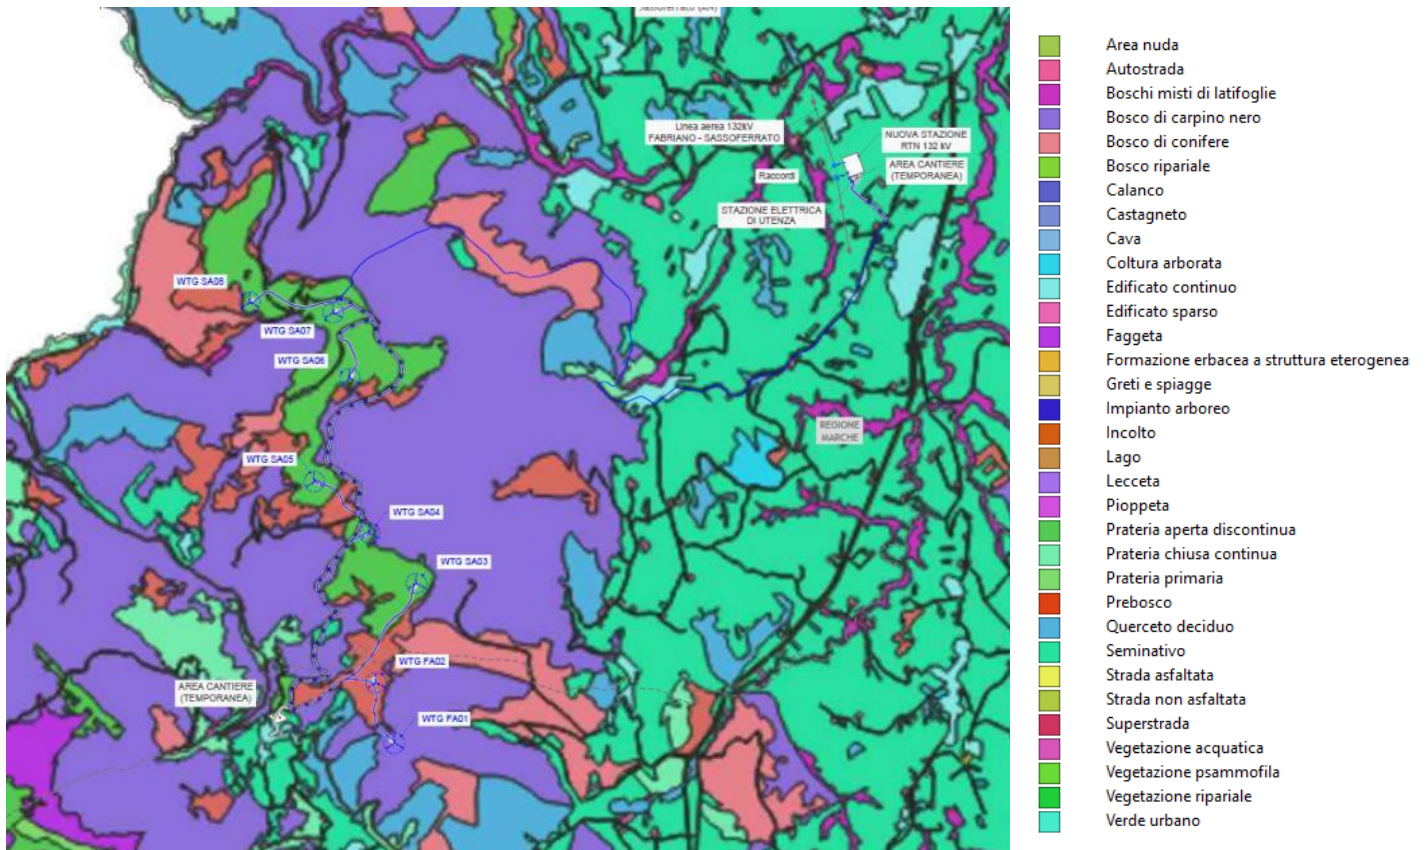 Sassoferrato (AN)
Linea aerea 132kV
FABRIANO - SASSOFERRATO
NUOVA STAZIONE
RTN 132 kV
AREA CANTIERE
(TEMPORANEA)
Raccordi
STAZIONE ELETTRICA
DI UTENZA
WTG SA08
WTG SA07
WTG SA06
REGIONE
MARCHE
WTG SA05
WTG SA04
WTG SA03
WTG FA02
AREA CANTIERE
(TEMPORANEA)
WTG FA01
Area nuda
Autostrada
Boschi misti di latifoglie
Bosco di carpino nero
Bosco di conifere
Bosco ripariale
Calanco
Castagneto
Cava
Coltura arborata
Edificato continuo
Edificato sparso
Faggeta
Formazione erbacea a struttura eterogenea
Greti e spiagge
Impianto arboreo
Incolto
Lago
Lecceta
Pioppeta
Prateria aperta discontinua
Prateria chiusa continua
Prateria primaria
Prebosco
Querceto deciduo
Seminativo
Strada asfaltata
Strada non asfaltata
Superstrada
Vegetazione acquatica
Vegetazione psammofila
Vegetazione ripariale
Verde urbano